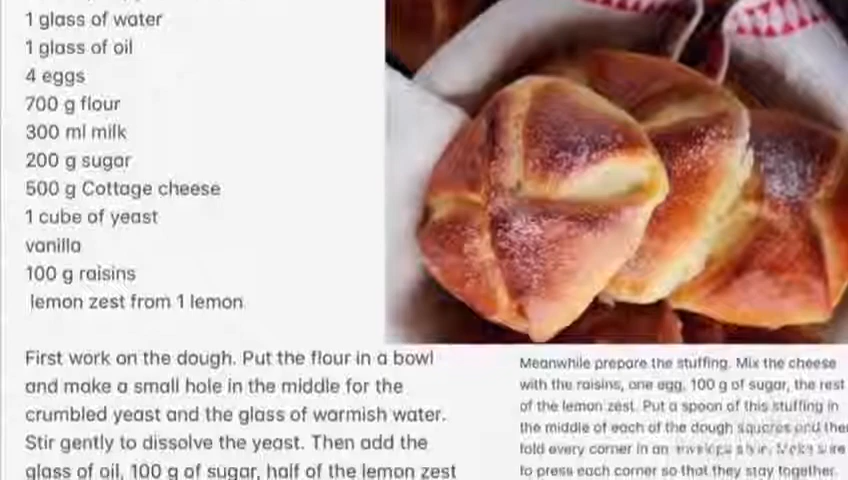 1 glass of water
1 glass of oil
4 eggs
700 g flour
300 ml milk
200 g sugar
500 g Cottage cheese
1 cube of yeast
vanilla
100 g raisins
lemon zest from 1 lemon
First work on the dough. Put the flour in a bowl
and make a small hole in the middle for the
crumbled yeast and the glass of warmish water.
Stir gently to dissolve the yeast. Then add the
glass of oil, 100 g of sugar, half of the lemon zest
Meanwhile prepare the stuffing. Mix the cheese
with the raisins, one egg, 100 g of sugar, the rest
of the lemon zest. Put a spoon of this stuffing in
the middle of each of the dough squares and then
fold every corner in an
to press each corner so that they stay together.